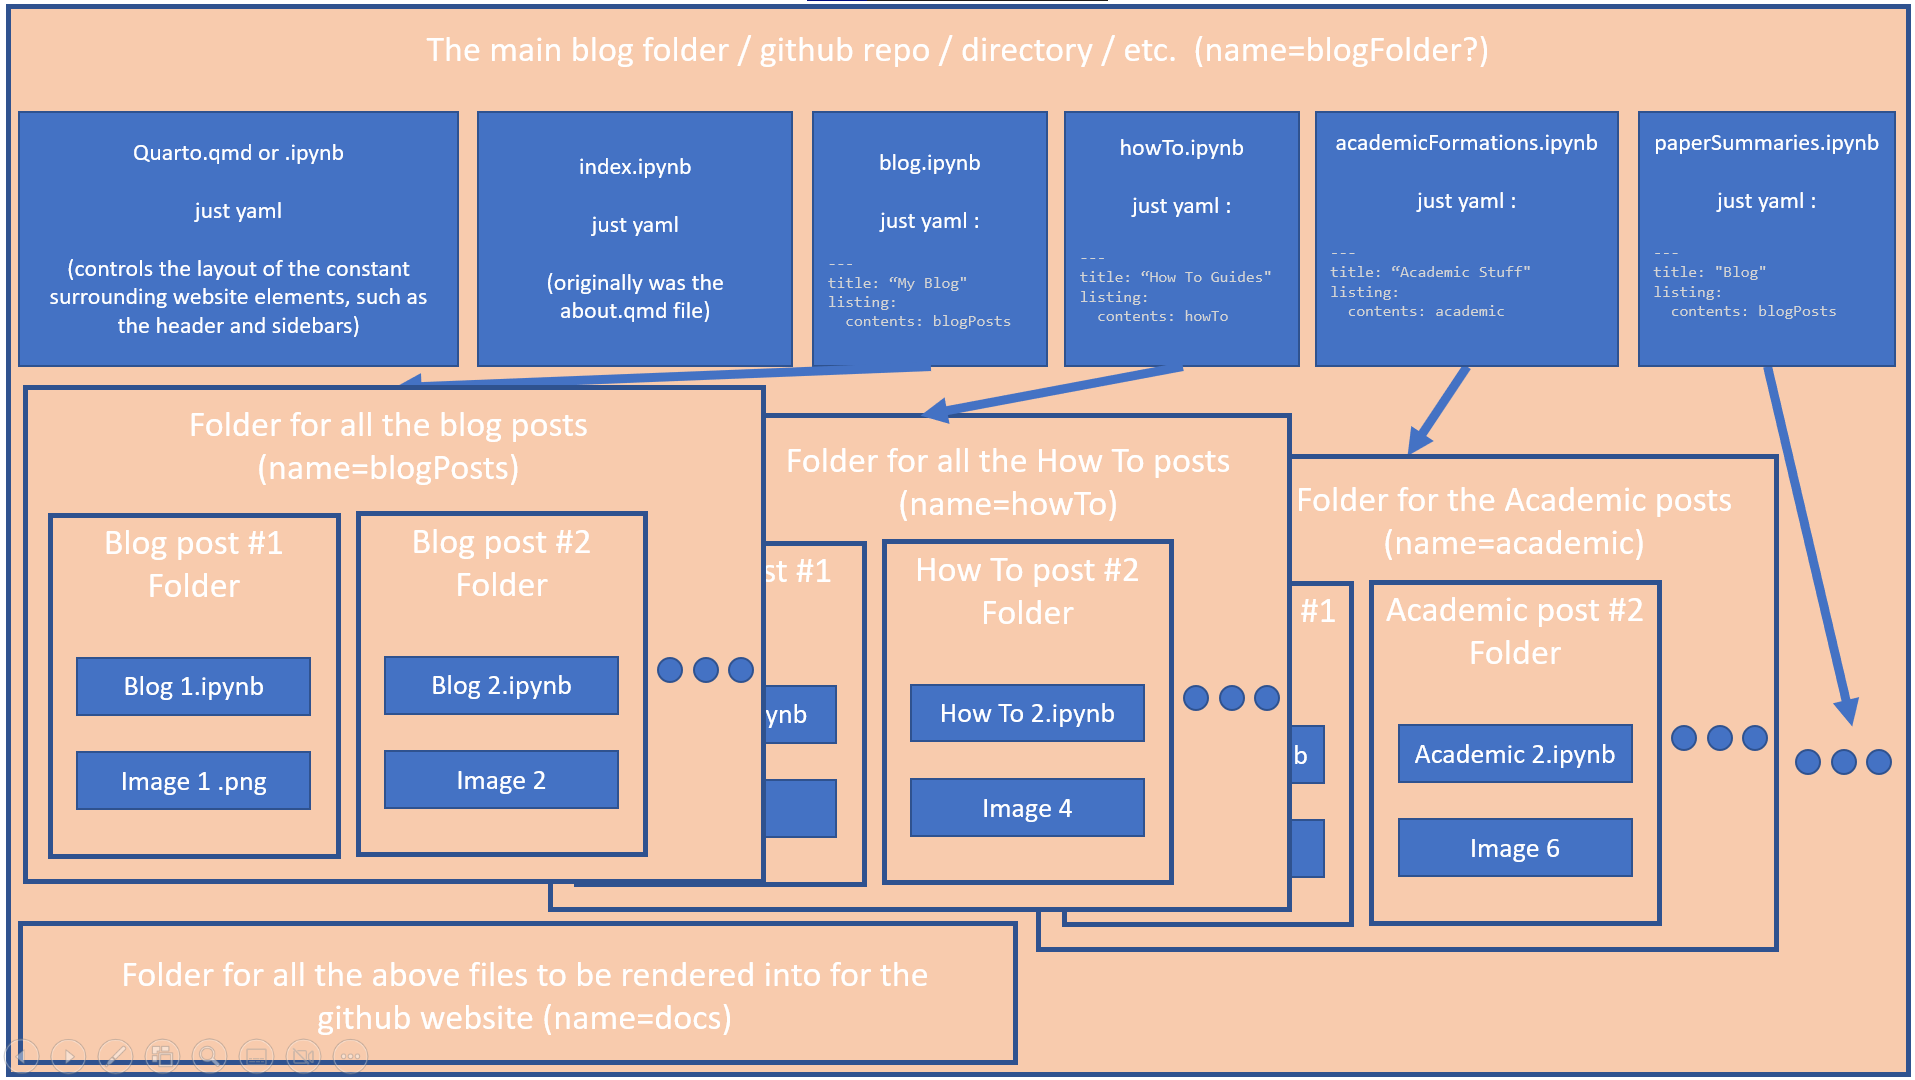 The main blog folder / github repo / directory / etc.  (name=blogFolder?)
Quarto.qmd or .ipynb
just yaml
(controls the layout of the constant
surrounding website elements, such as
the header and sidebars)
index.ipynb
just yaml
(originally was the
about.qmd file)
blog.ipynb
just yaml :
---
title: “My Blog"
listing:
  contents: blogPosts
howTo.ipynb
just yaml :
---
title: “How To Guides"
listing:
  contents: howTo
academicFormations.ipynb
just yaml :
---
title: “Academic Stuff"
listing:
  contents: academic
paperSummaries.ipynb
just yaml :
---
title: "Blog"
listing:
  contents: blogPosts
Folder for all the blog posts
(name=blogPosts)
Blog post #1
Folder
Blog 1.ipynb
Image 1 .png
Blog post #2
Folder
Blog 2.ipynb
Image 2
Folder for all the How To posts
(name=howTo)
st #1
ynb
How To post #2
Folder
How To 2.ipynb
Image 4
Folder for the Academic posts
(name=academic)
#1
b
Academic post #2
Folder
Academic 2.ipynb
Image 6
Folder for all the above files to be rendered into for the
github website (name=docs)